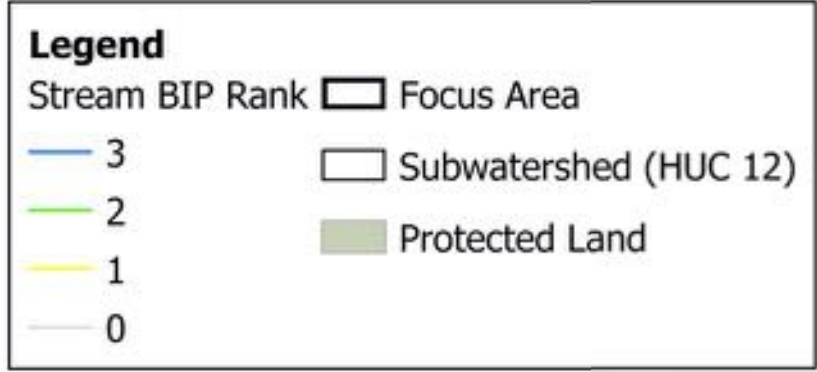 Legend
Stream BIP Rank
3
2
1
0
Focus Area
Subwatershed (HUC 12)
Protected Land